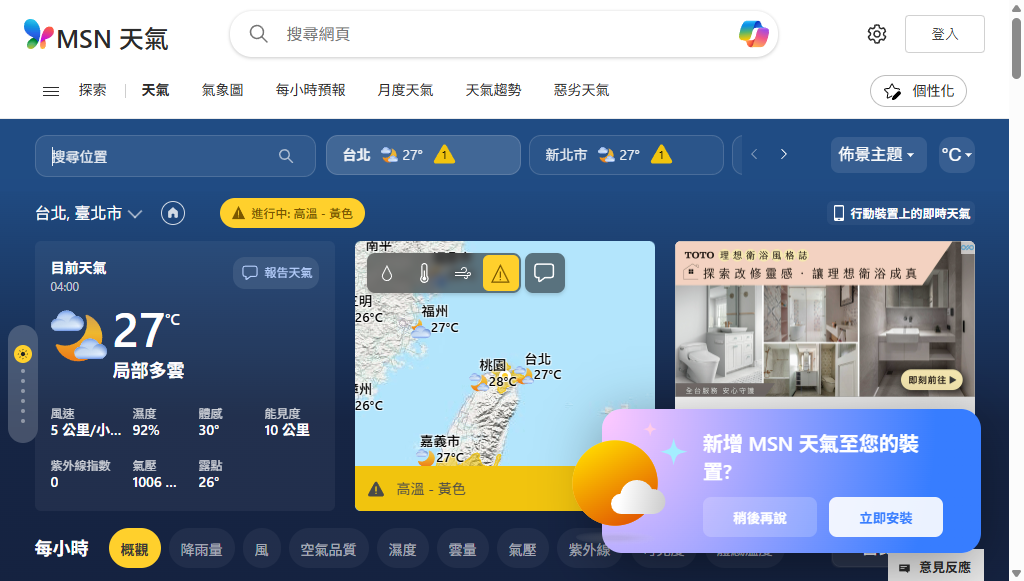 MSN 天氣
搜尋網頁
登入
探索
天氣
氣象圖
每小時預報
月度天氣
天氣趨勢
惡劣天氣
個性化
搜尋位置
台北 27° 1
新北市 27° 1
佈景主題
°C
台北, 臺北市
進行中: 高溫 - 黃色
行動裝置上的即時天氣
目前天氣
04:00
報告天氣
27°C
局部多雲
風速
5 公里/小...
濕度
92%
體感
30°
能見度
10 公里
紫外線指數
0
氣壓
1006 ...
露點
26°
南平
三明
26°C
福州
27°C
桃園
28°C
台北
27°C
26°C
嘉義市
27°C
高溫 - 黃色
TOTO 理想衛浴風格誌
探索改修靈感．讓理想衛浴成真
全台服務 安心守護
即刻前往
新增 MSN 天氣至您的裝置?
稍後再說
立即安裝
每小時
概觀
降雨量
風
空氣品質
濕度
雲量
氣壓
紫外線
意見反應